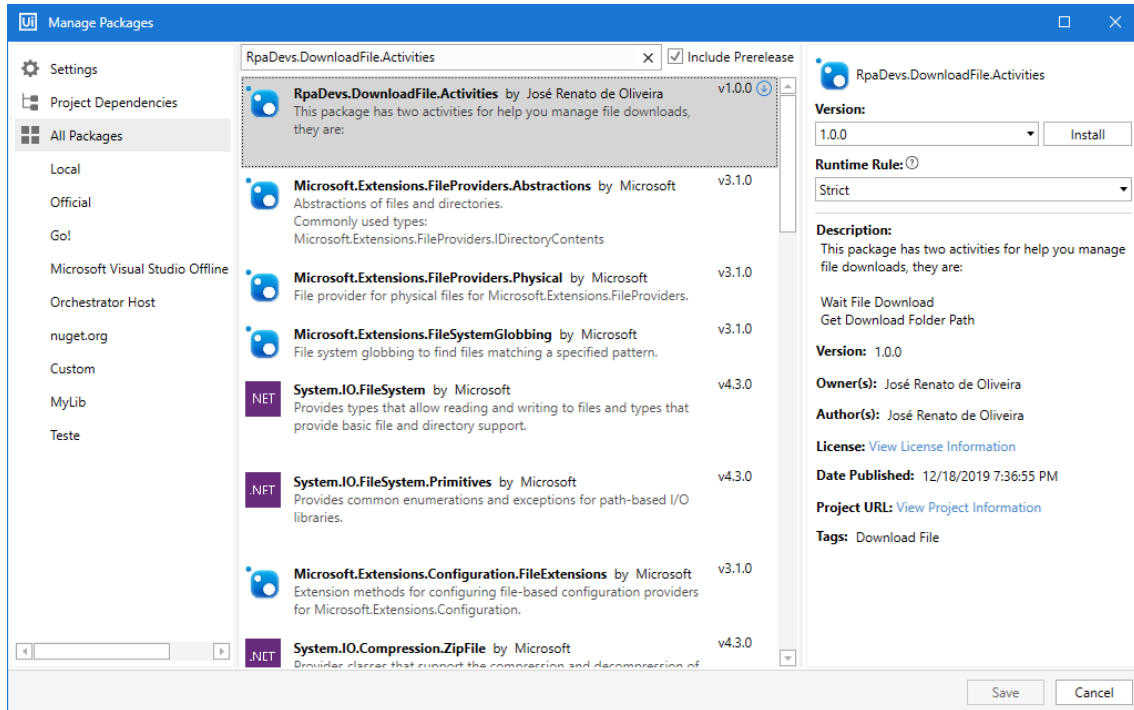 Ui Manage Packages
Settings
Project Dependencies
All Packages
Local
Official
Go!
Microsoft Visual Studio Offline
Orchestrator Host
nuget.org
Custom
MyLib
Teste
RpaDevs.DownloadFile.Activities
Include Prerelease
RpaDevs.DownloadFile.Activities by José Renato de Oliveira v1.0.0
This package has two activities for help you manage file downloads,
they are:
Microsoft.Extensions.FileProviders.Abstractions by Microsoft v3.1.0
Abstractions of files and directories.
Commonly used types:
Microsoft.Extensions.FileProviders.IDirectoryContents
Microsoft.Extensions.FileProviders.Physical by Microsoft v3.1.0
File provider for physical files for Microsoft.Extensions.FileProviders.
Microsoft.Extensions.FileSystemGlobbing by Microsoft v3.1.0
File system globbing to find files matching a specified pattern.
.NET System.IO.FileSystem by Microsoft v4.3.0
Provides types that allow reading and writing to files and types that
provide basic file and directory support.
.NET System.IO.FileSystem.Primitives by Microsoft v4.3.0
Provides common enumerations and exceptions for path-based I/O
libraries.
Microsoft.Extensions.Configuration.FileExtensions by Microsoft v3.1.0
Extension methods for configuring file-based configuration providers
for Microsoft.Extensions.Configuration.
.NET System.IO.Compression.ZipFile by Microsoft v4.3.0
Provides classes that support the compression and decompression of
RpaDevs.DownloadFile.Activities
Version:
1.0.0 Install
Runtime Rule: ?
Strict
Description:
This package has two activities for help you manage
file downloads, they are:
Wait File Download
Get Download Folder Path
Version: 1.0.0
Owner(s): José Renato de Oliveira
Author(s): José Renato de Oliveira
License: View License Information
Date Published: 12/18/2019 7:36:55 PM
Project URL: View Project Information
Tags: Download File
Save Cancel